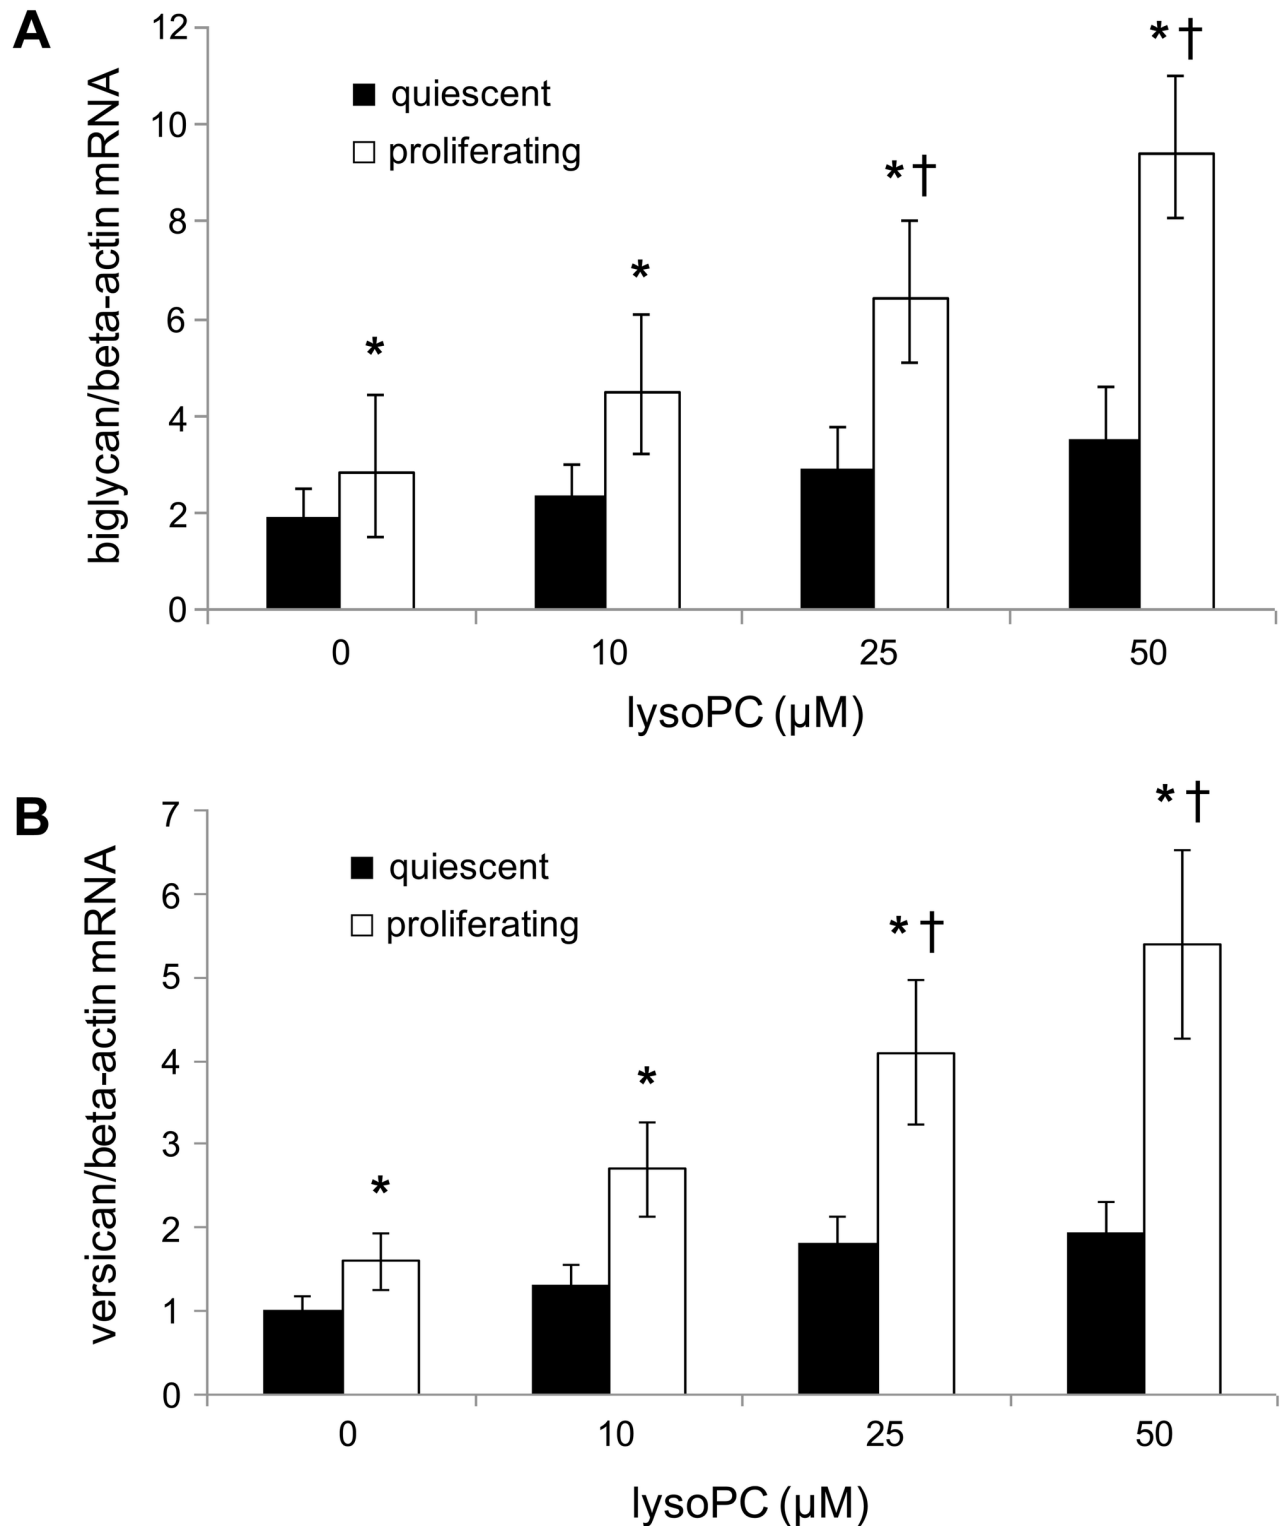 A
biglycan/beta-actin mRNA
12
10
8
6
4
2
0
quiescent
proliferating
*
*
* †
* †
0 10 25 50
lysoPC (µM)
B
versican/beta-actin mRNA
7
6
5
4
3
2
1
0
quiescent
proliferating
*
*
* †
* †
0 10 25 50
lysoPC (µM)